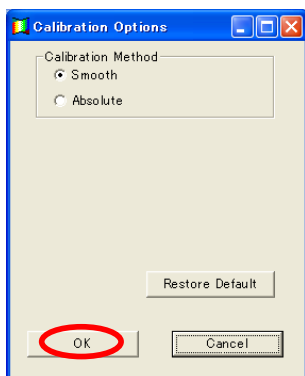 Calibration Options
Calibration Method
Smooth
Absolute
Restore Default
OK
Cancel